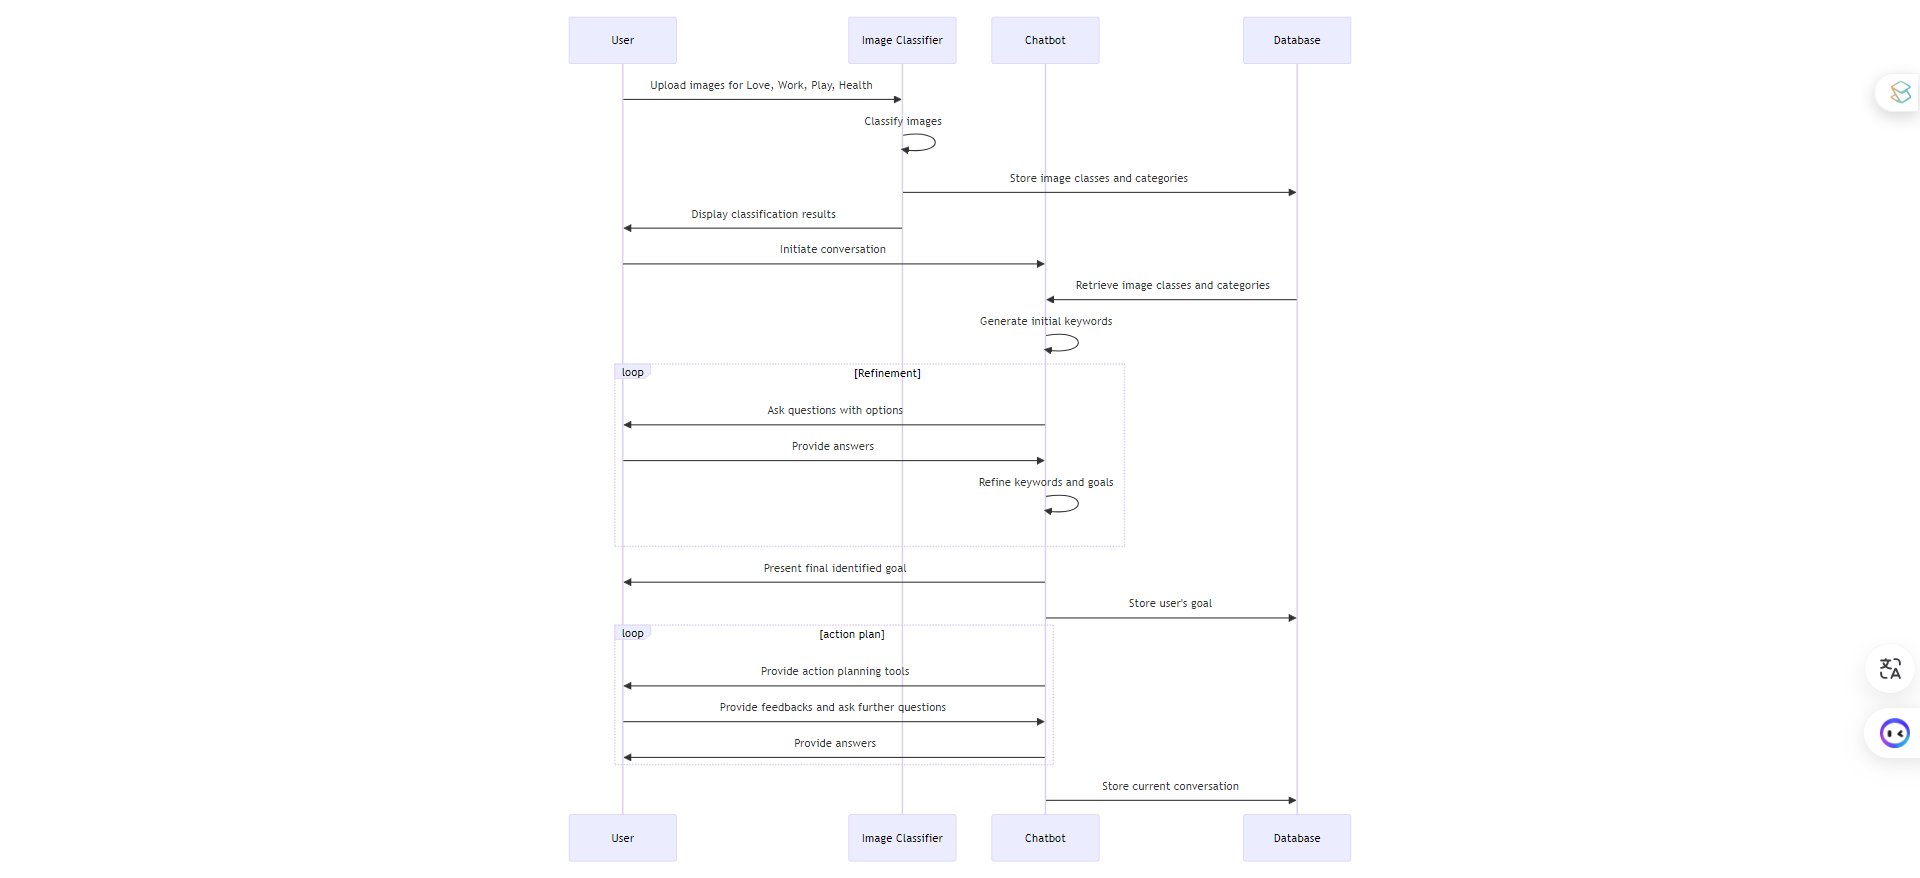 User
Image Classifier
Chatbot
Database
Upload images for Love, Work, Play, Health
Classify images
Store image classes and categories
Display classification results
Initiate conversation
Retrieve image classes and categories
Generate initial keywords
loop
[Refinement]
Ask questions with options
Provide answers
Refine keywords and goals
Present final identified goal
Store user's goal
loop
[action plan]
Provide action planning tools
Provide feedbacks and ask further questions
Provide answers
Store current conversation
User
Image Classifier
Chatbot
Database
文A